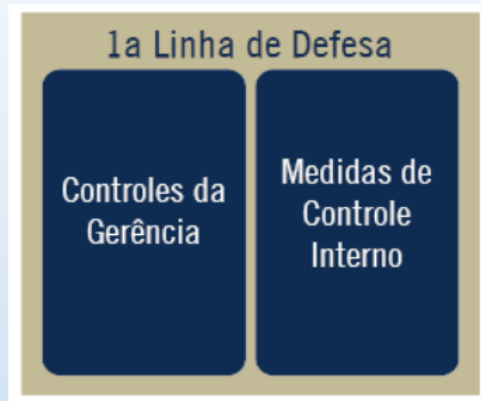 1a Linha de Defesa
Controles da
Gerência
Medidas de
Controle
Interno